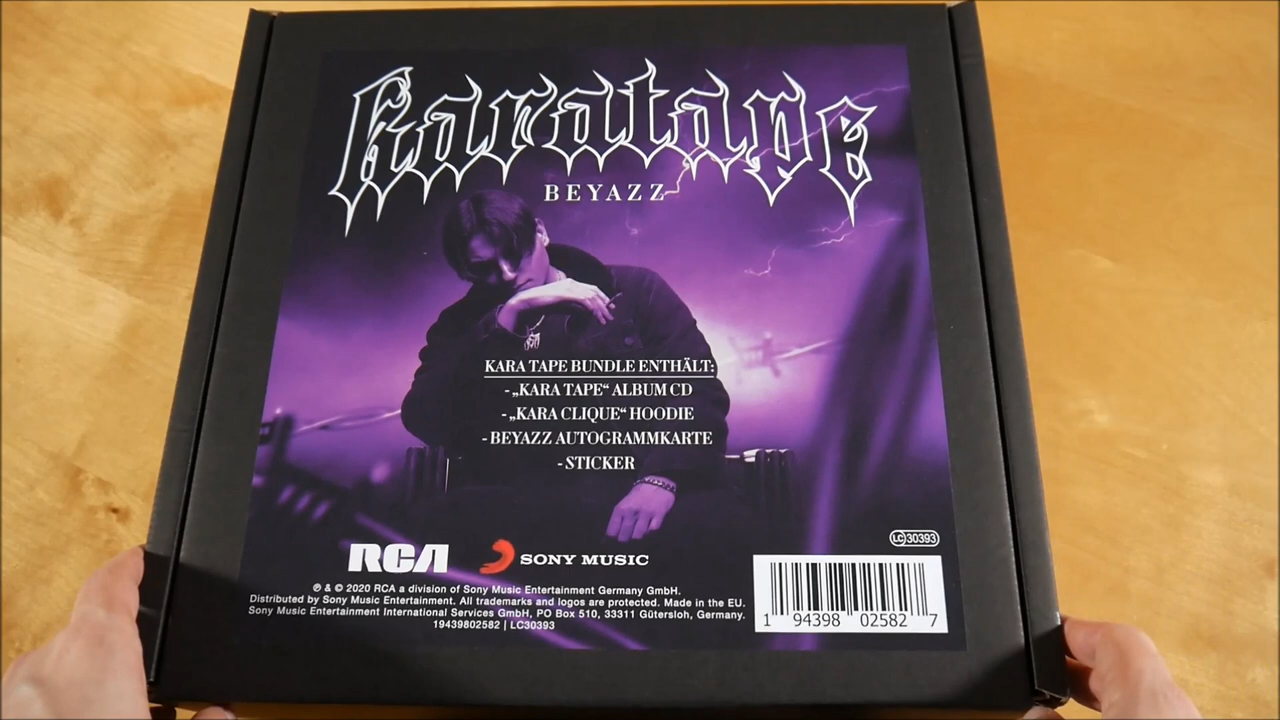 Karatape
BEYAZZ
KARA TAPE BUNDLE ENTHÄLT:
- „KARA TAPE“ ALBUM CD
- „KARA CLIQUE“ HOODIE
- BEYAZZ AUTOGRAMMKARTE
- STICKER
LC 30393
RCA SONY MUSIC
℗ & © 2020 RCA a division of Sony Music Entertainment Germany GmbH.
Distributed by Sony Music Entertainment. All trademarks and logos are protected. Made in the EU.
Sony Music Entertainment International Services GmbH, PO Box 510, 33311 Gütersloh, Germany.
19439802582 | LC30393
1 94398 02582 7